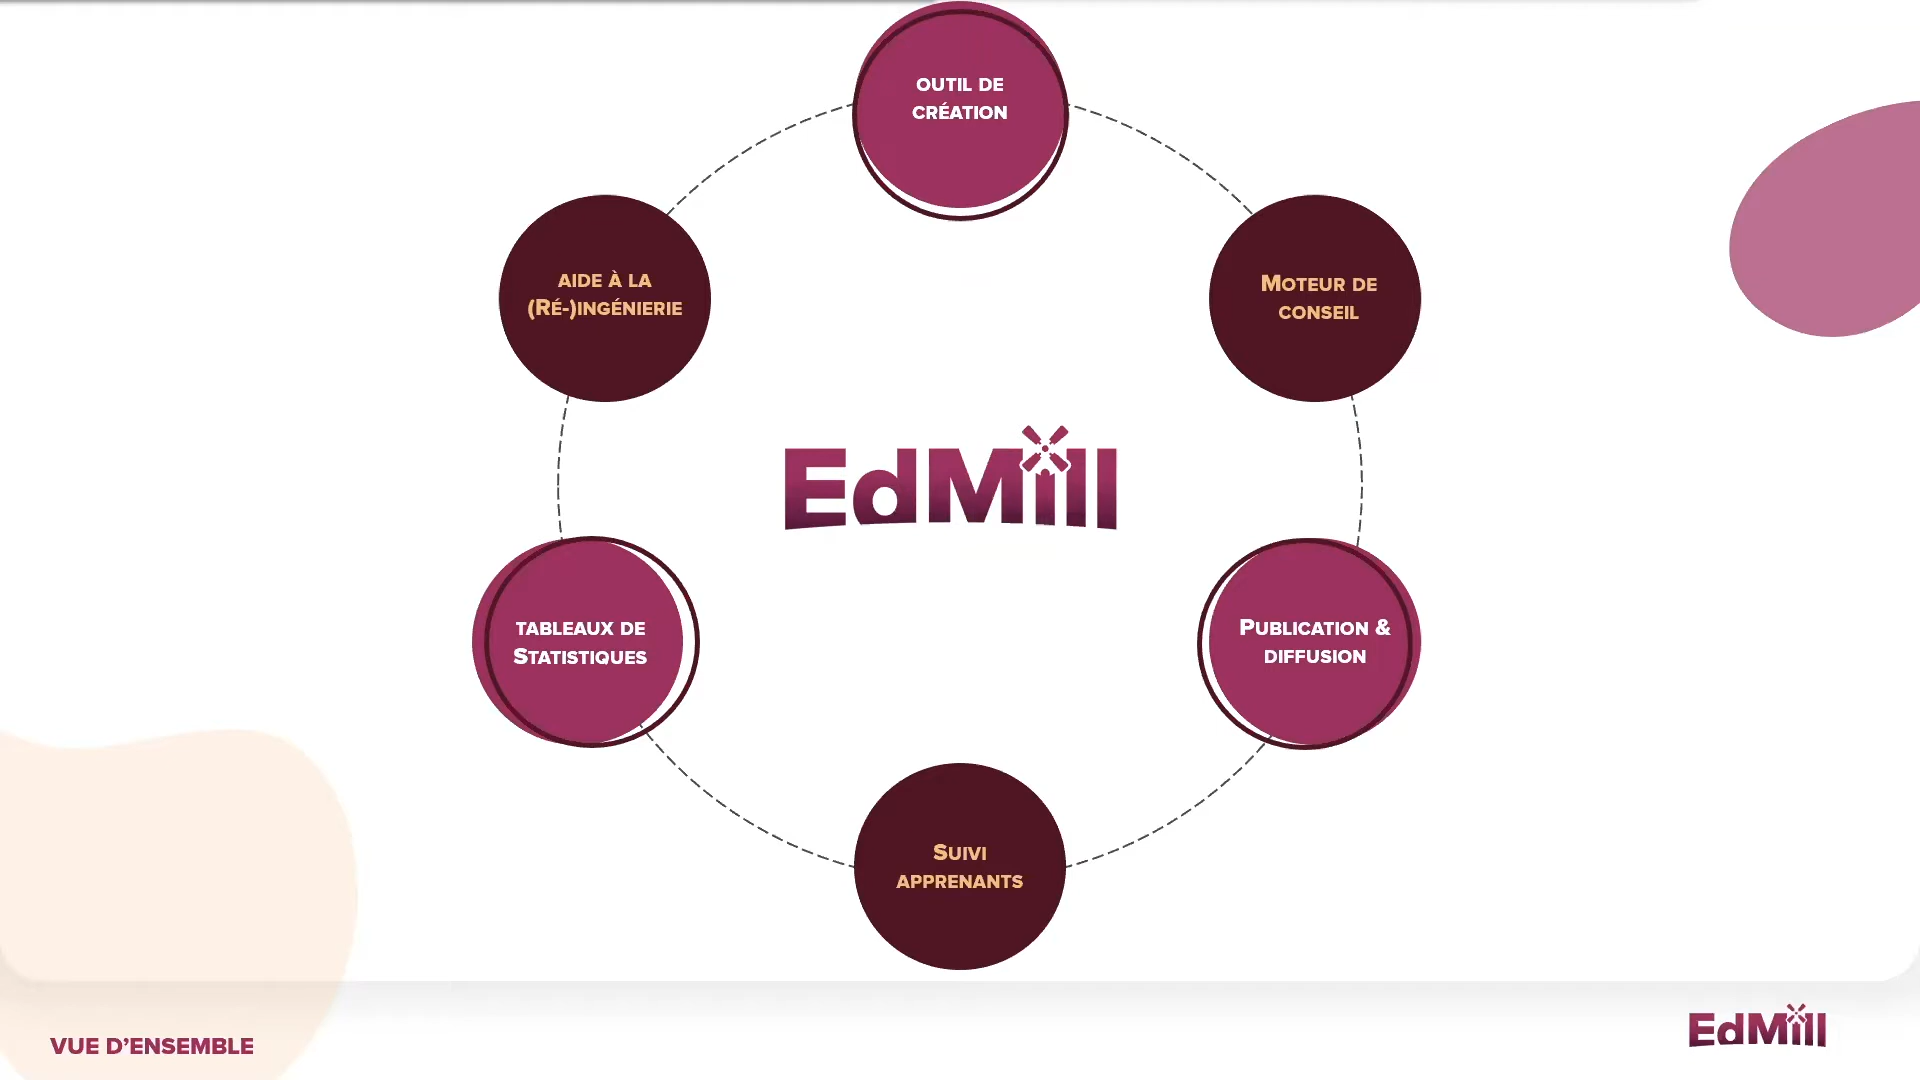 OUTIL DE
CRÉATION
AIDE À LA
(RÉ-)INGÉNIERIE
MOTEUR DE
CONSEIL
EdMill
TABLEAUX DE
STATISTIQUES
PUBLICATION &
DIFFUSION
SUIVI
APPRENANTS
VUE D’ENSEMBLE
EdMill